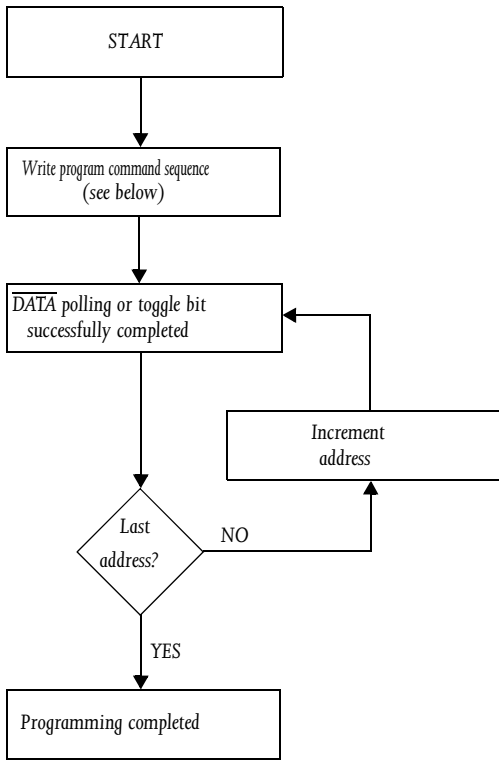 START
Write program command sequence
(see below)
DATA polling or toggle bit
successfully completed
Increment
address
Last
address?
NO
YES
Programming completed